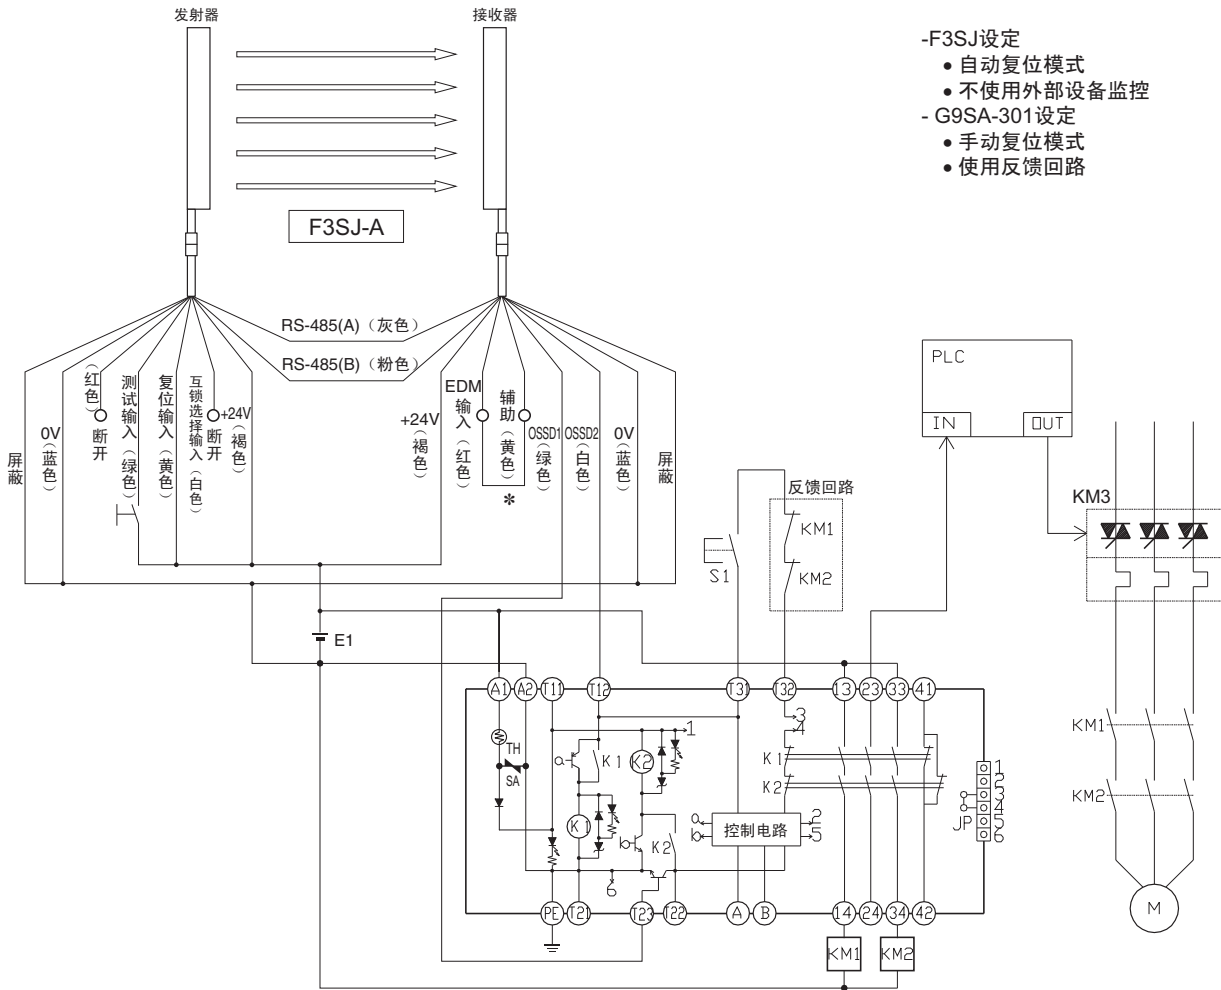 发射器
接收器
-F3SJ设定
● 自动复位模式
● 不使用外部设备监控
- G9SA-301设定
● 手动复位模式
● 使用反馈回路
F3SJ-A
RS-485(A)（灰色）
RS-485(B)（粉色）
屏蔽
0V（蓝色）
（红色）
断开
测试输入（绿色）
复位输入（黄色）
互锁选择输入（白色）
断开
+24V（褐色）
+24V（褐色）
EDM输入（红色）
辅助（黄色）
*
OSSD1（绿色）
OSSD2（白色）
0V（蓝色）
屏蔽
PLC
IN
OUT
KM3
反馈回路
KM1
KM2
S1
E1
A1 A2 T11 T12 T31 T32 13 23 33 41
TH
SA
a
K1
K2
1
3
4
K1
K2
K1
b
K2
6
a
b
控制电路
2
5
JP
1
2
3
4
5
6
PE T21 T23 T22 A B 14 24 34 42
KM1
KM2
KM1
KM2
M